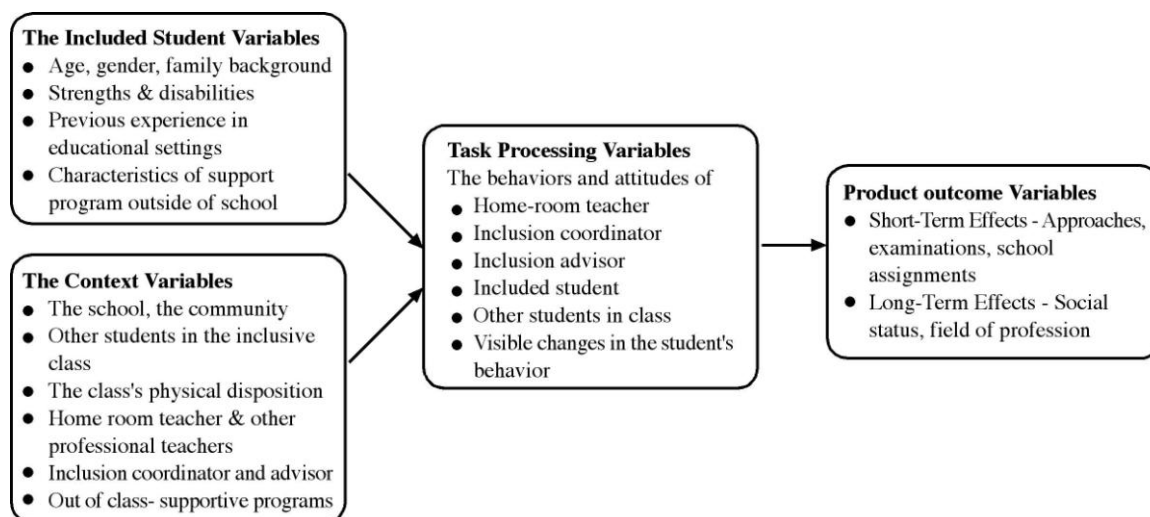 The Included Student Variables
● Age, gender, family background
● Strengths & disabilities
● Previous experience in
educational settings
● Characteristics of support
program outside of school
The Context Variables
● The school, the community
● Other students in the inclusive
class
● The class's physical disposition
● Home room teacher & other
professional teachers
● Inclusion coordinator and advisor
● Out of class- supportive programs
Task Processing Variables
The behaviors and attitudes of
● Home-room teacher
● Inclusion coordinator
● Inclusion advisor
● Included student
● Other students in class
● Visible changes in the student's
behavior
Product outcome Variables
● Short-Term Effects - Approaches,
examinations, school
assignments
● Long-Term Effects - Social
status, field of profession